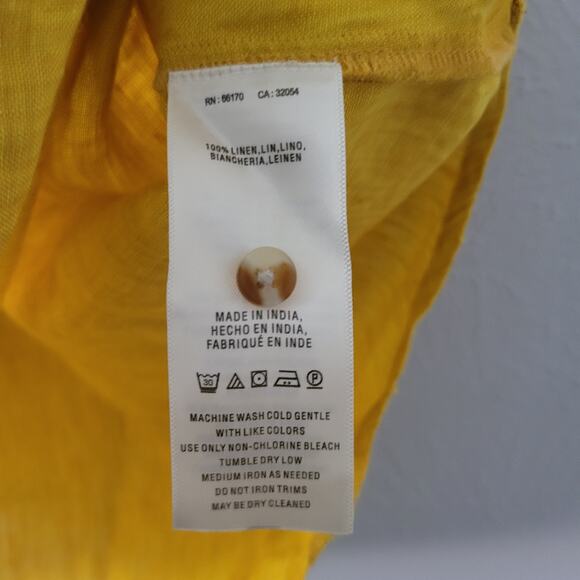 RN: 66170 CA: 32054
100% LINEN, LIN, LINO,
BIANCHERIA, LEINEN
MADE IN INDIA,
HECHO EN INDIA,
FABRIQUÉ EN INDE
30 P
MACHINE WASH COLD GENTLE
WITH LIKE COLORS
USE ONLY NON-CHLORINE BLEACH
TUMBLE DRY LOW
MEDIUM IRON AS NEEDED
DO NOT IRON TRIMS
MAY BE DRY CLEANED